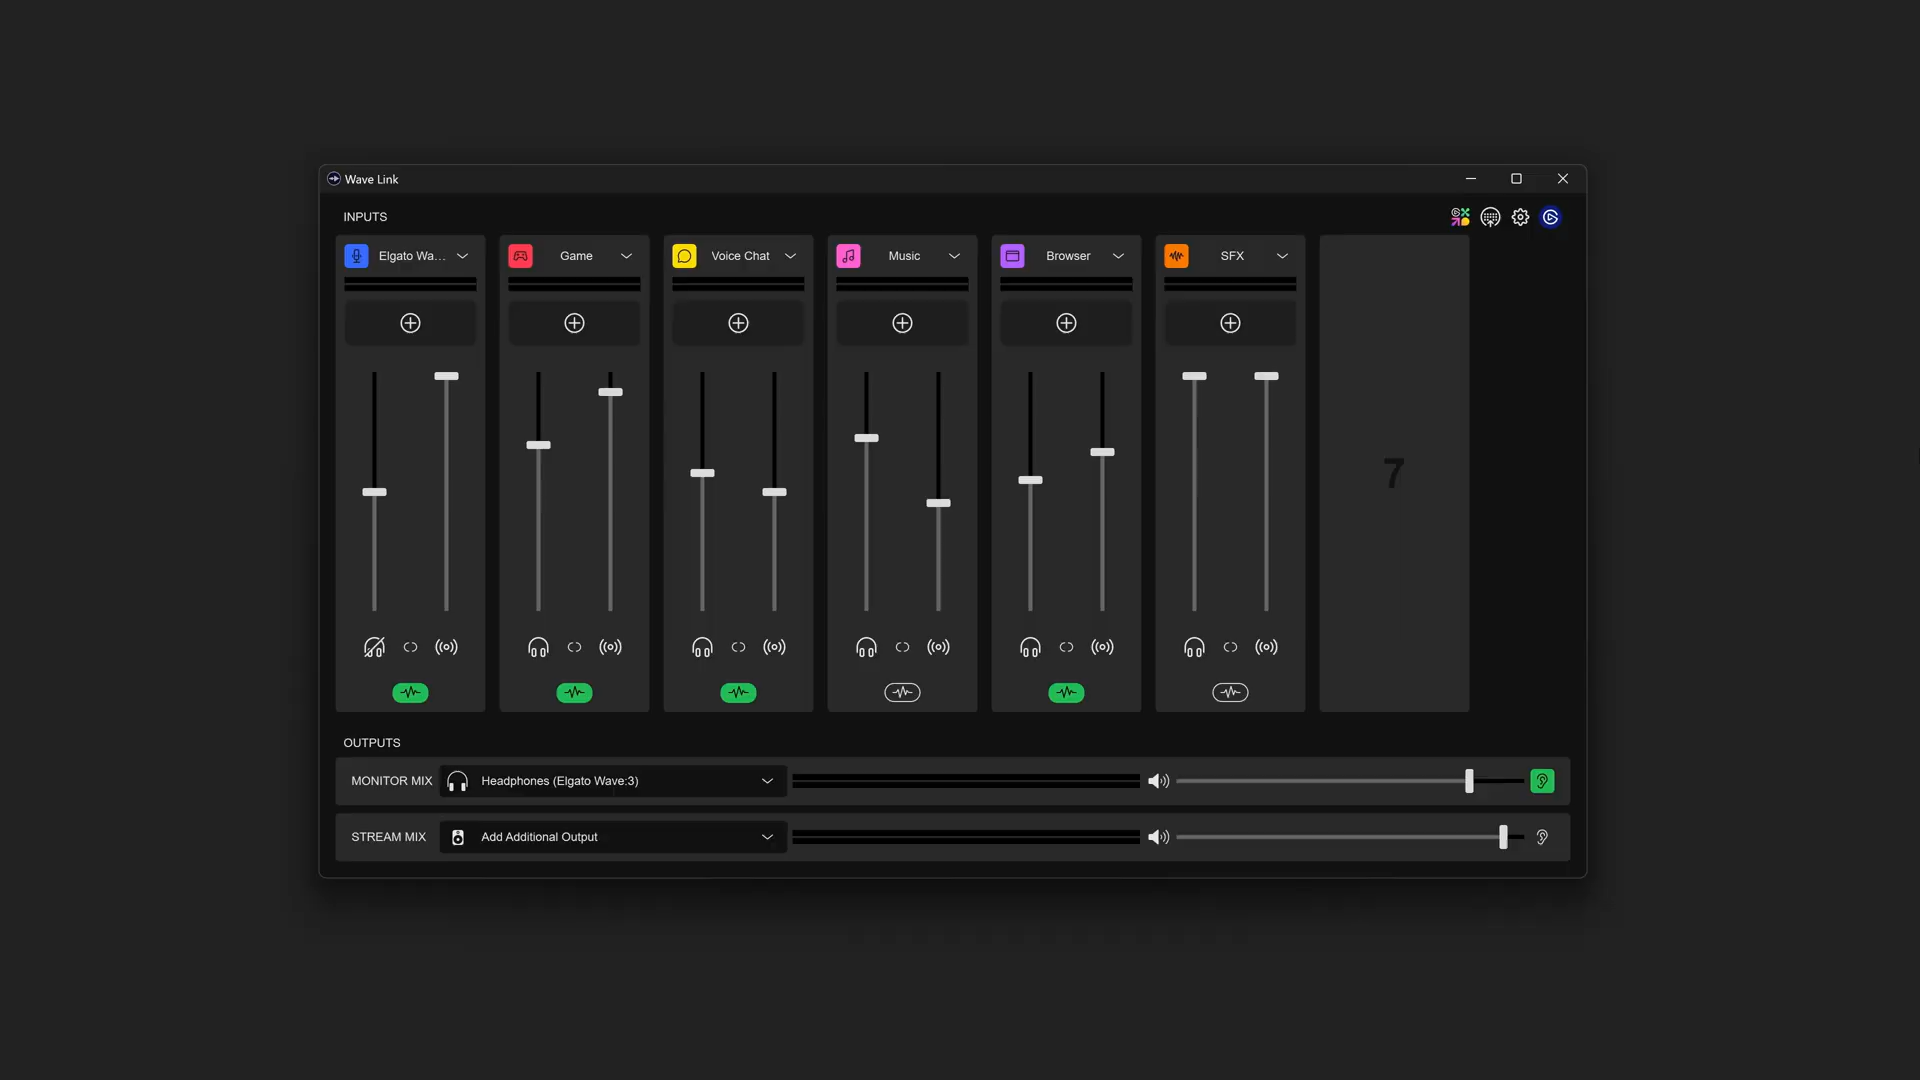 Wave Link
INPUTS
Elgato Wa...
Game
Voice Chat
Music
Browser
SFX
7
OUTPUTS
MONITOR MIX
Headphones (Elgato Wave:3)
STREAM MIX
Add Additional Output